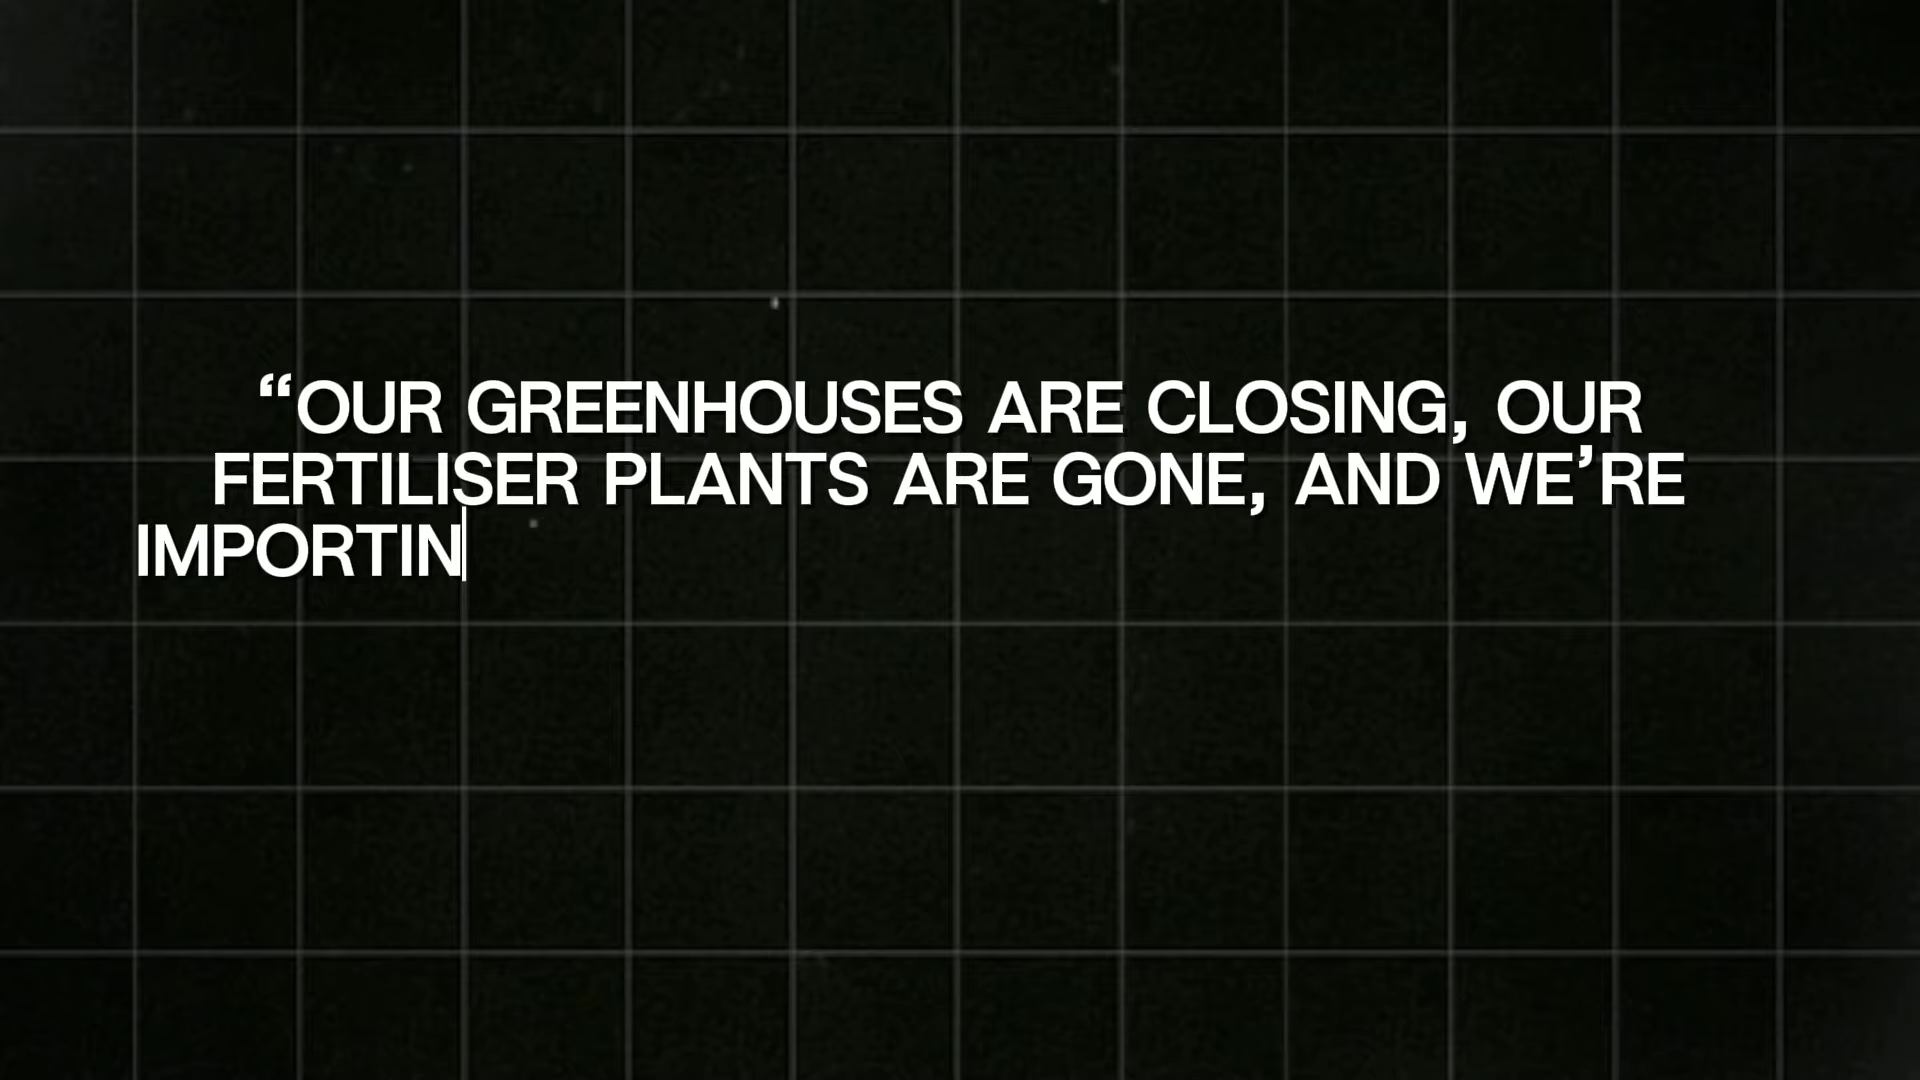 “OUR GREENHOUSES ARE CLOSING, OUR
FERTILISER PLANTS ARE GONE, AND WE’RE
IMPORTIN